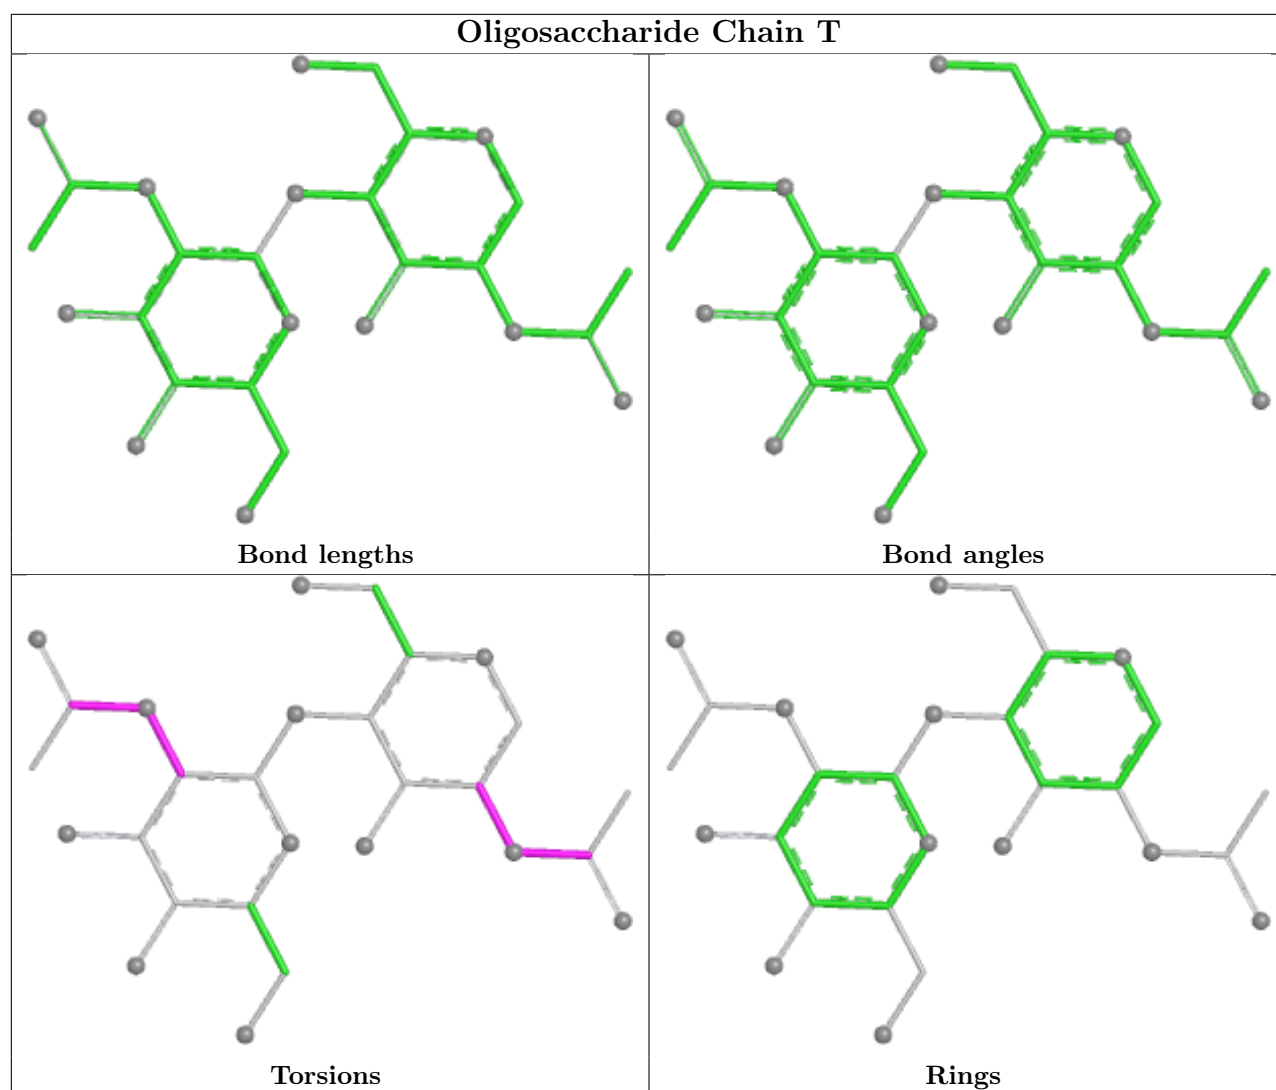 Oligosaccharide Chain T
Bond lengths
Bond angles
Torsions
Rings